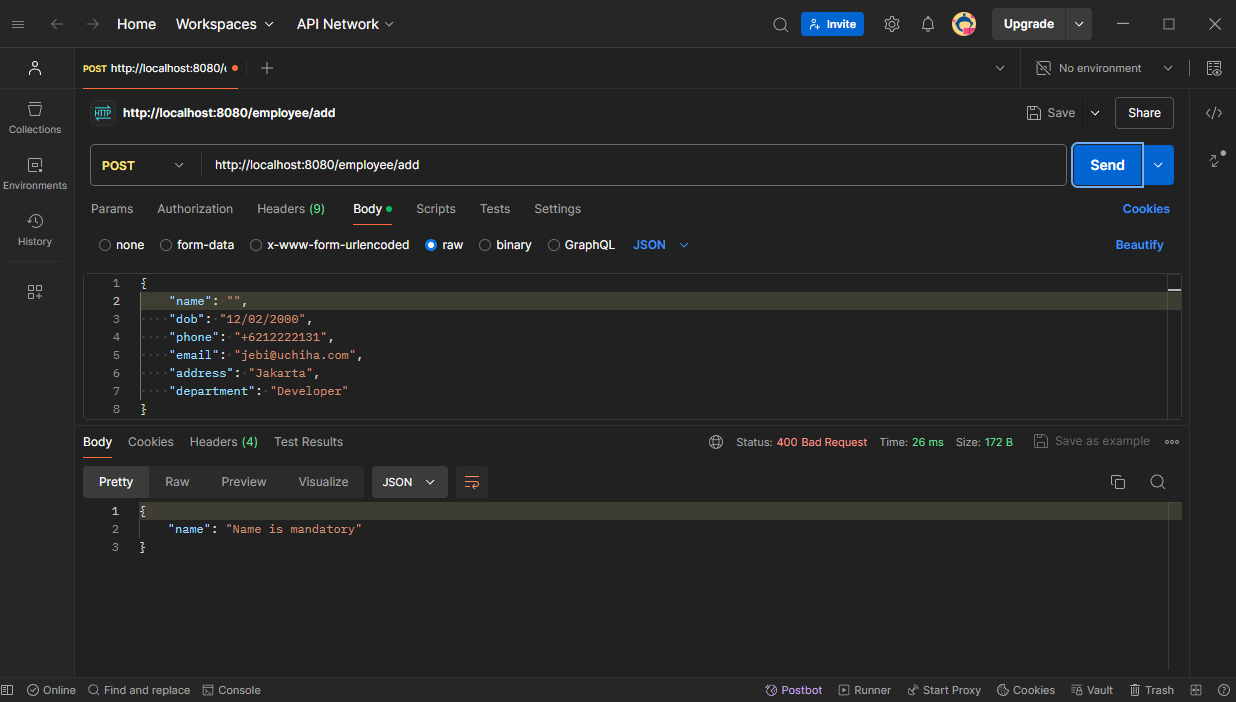 Home Workspaces API Network Invite Upgrade
POST http://localhost:8080/ No environment
HTTP http://localhost:8080/employee/add Save Share
POST http://localhost:8080/employee/add Send
Params Authorization Headers (9) Body Scripts Tests Settings Cookies
none form-data x-www-form-urlencoded raw binary GraphQL JSON Beautify
Collections
Environments
History
1 {
2 "name": "",
3 "dob": "12/02/2000",
4 "phone": "+6212222131",
5 "email": "jebi@uchiha.com",
6 "address": "Jakarta",
7 "department": "Developer"
8 }
Body Cookies Headers (4) Test Results Status: 400 Bad Request Time: 26 ms Size: 172 B Save as example
Pretty Raw Preview Visualize JSON
1 {
2 "name": "Name is mandatory"
3 }
Online Find and replace Console Postbot Runner Start Proxy Cookies Vault Trash